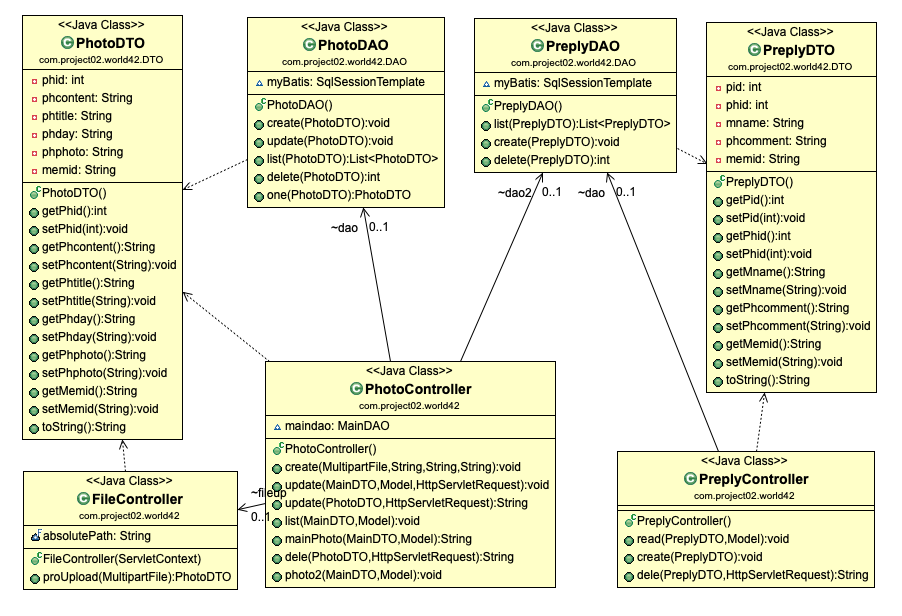 <<Java Class>>
PhotoDTO
com.project02.world42.DTO
phid: int
phcontent: String
phtitle: String
phday: String
phphoto: String
memid: String
PhotoDTO()
getPhid():int
setPhid(int):void
getPhcontent():String
setPhcontent(String):void
getPhtitle():String
setPhtitle(String):void
getPhday():String
setPhday(String):void
getPhphoto():String
setPhphoto(String):void
getMemid():String
setMemid(String):void
toString():String
<<Java Class>>
PhotoDAO
com.project02.world42.DAO
myBatis: SqlSessionTemplate
PhotoDAO()
create(PhotoDTO):void
update(PhotoDTO):void
list(PhotoDTO):List<PhotoDTO>
delete(PhotoDTO):int
one(PhotoDTO):PhotoDTO
<<Java Class>>
PreplyDAO
com.project02.world42.DAO
myBatis: SqlSessionTemplate
PreplyDAO()
list(PreplyDTO):List<PreplyDTO>
create(PreplyDTO):void
delete(PreplyDTO):int
<<Java Class>>
PreplyDTO
com.project02.world42.DTO
pid: int
phid: int
mname: String
phcomment: String
memid: String
PreplyDTO()
getPid():int
setPid(int):void
getPhid():int
setPhid(int):void
getMname():String
setMname(String):void
getPhcomment():String
setPhcomment(String):void
getMemid():String
setMemid(String):void
toString():String
~dao 0..1
~dao2 0..1
~dao 0..1
<<Java Class>>
FileController
com.project02.world42
absolutePath: String
FileController(ServletContext)
proUpload(MultipartFile):PhotoDTO
~fileup
0..1
<<Java Class>>
PhotoController
com.project02.world42
maindao: MainDAO
PhotoController()
create(MultipartFile,String,String,String):void
update(MainDTO,Model,HttpServletRequest):void
update(PhotoDTO,HttpServletRequest):String
list(MainDTO,Model):void
mainPhoto(MainDTO,Model):String
dele(PhotoDTO,HttpServletRequest):String
photo2(MainDTO,Model):void
<<Java Class>>
PreplyController
com.project02.world42
PreplyController()
read(PreplyDTO,Model):void
create(PreplyDTO):void
dele(PreplyDTO,HttpServletRequest):String